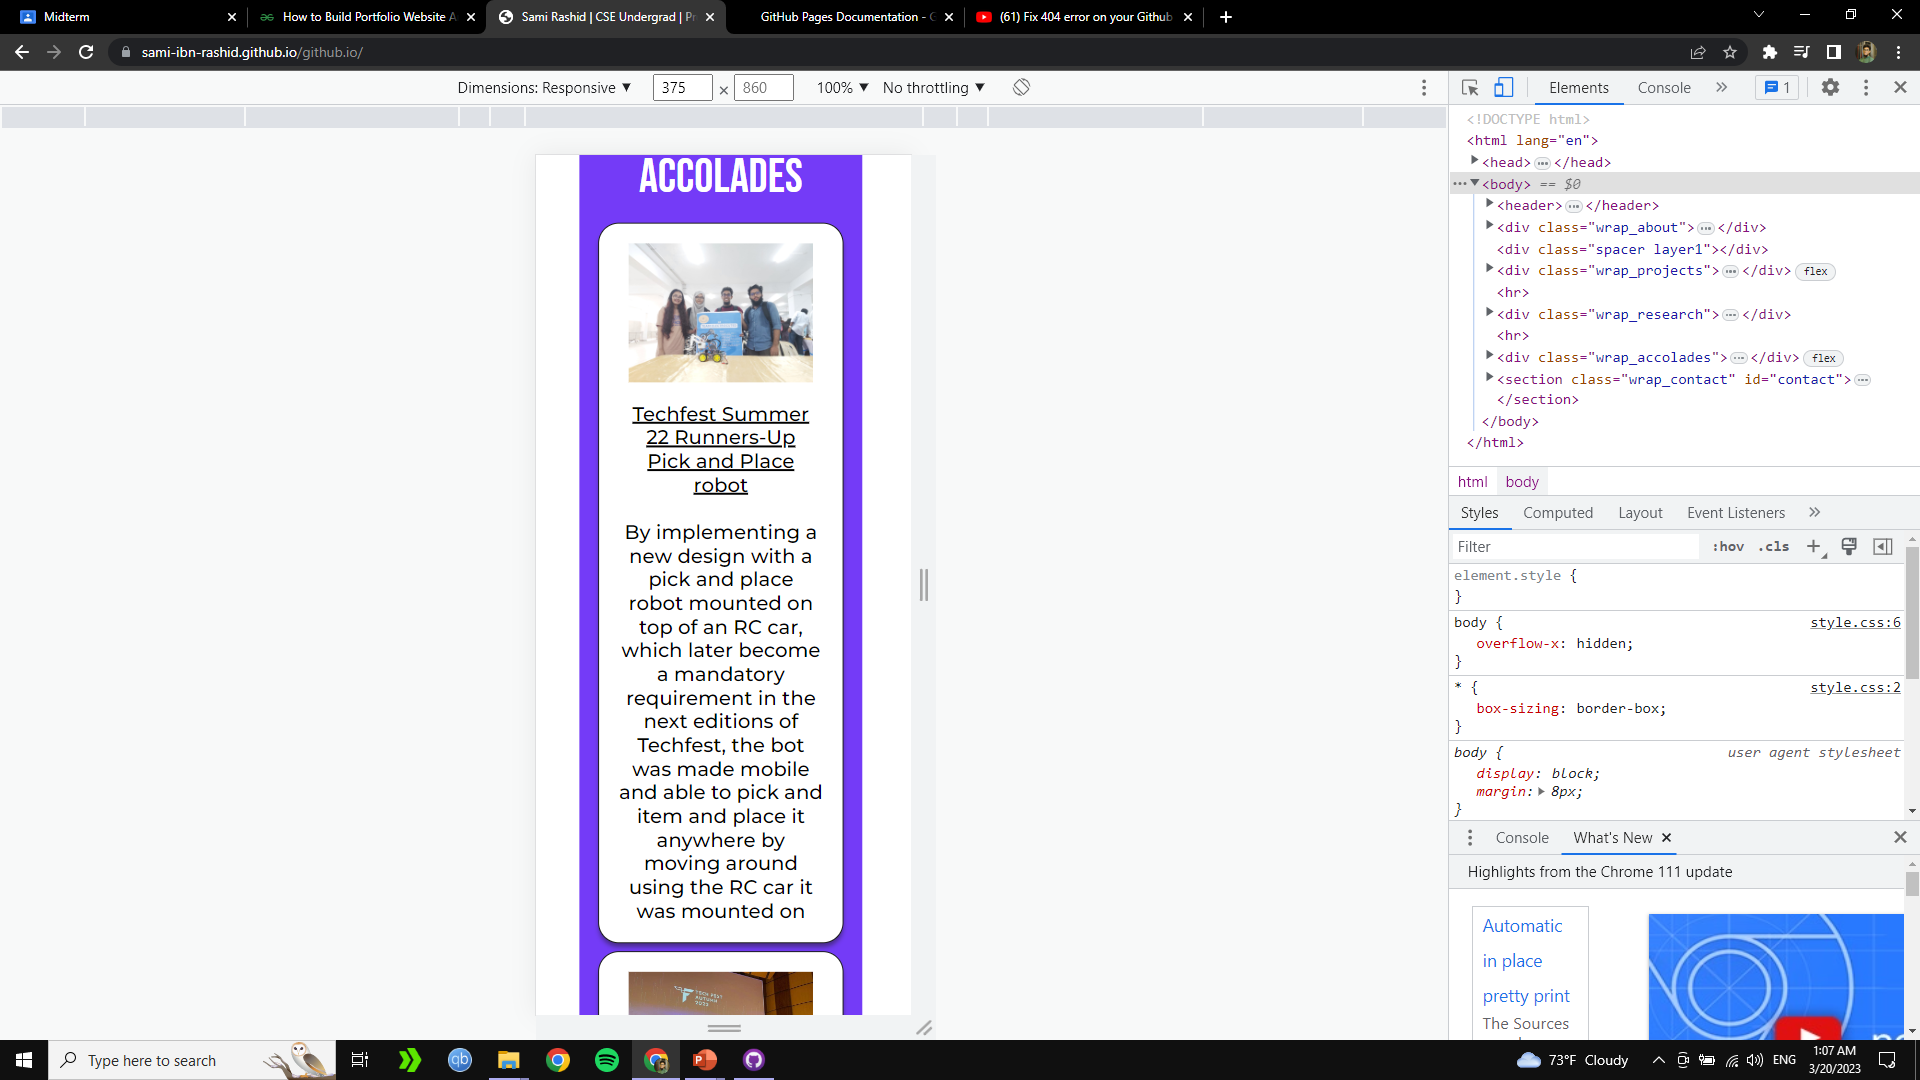 Midterm
How to Build Portfolio Website A
Sami Rashid | CSE Undergrad | Pr
GitHub Pages Documentation - G
(61) Fix 404 error on your Github
sami-ibn-rashid.github.io/github.io/
Dimensions: Responsive ▼ 375 × 860 100% ▼ No throttling ▼
ACCOLADES
Techfest Summer
22 Runners-Up
Pick and Place
robot
By implementing a
new design with a
pick and place
robot mounted on
top of an RC car,
which later become
a mandatory
requirement in the
next editions of
Techfest, the bot
was made mobile
and able to pick and
item and place it
anywhere by
moving around
using the RC car it
was mounted on
TECH FEST
AUTUMN
2022
Elements Console » 1
<!DOCTYPE html>
<html lang="en">
<head> ⋯ </head>
⋯ <body> == $0
<header> ⋯ </header>
<div class="wrap_about"> ⋯ </div>
<div class="spacer layer1"></div>
<div class="wrap_projects"> ⋯ </div> flex
<hr>
<div class="wrap_research"> ⋯ </div>
<hr>
<div class="wrap_accolades"> ⋯ </div> flex
<section class="wrap_contact" id="contact"> ⋯
</section>
</body>
</html>
html body
Styles Computed Layout Event Listeners »
Filter :hov .cls +
element.style {
}
body { style.css:6
overflow-x: hidden;
}
* { style.css:2
box-sizing: border-box;
}
body { user agent stylesheet
display: block;
margin: 8px;
}
Console What's New
Highlights from the Chrome 111 update
Automatic
in place
pretty print
The Sources
Type here to search
qb
73°F Cloudy
ENG
1:07 AM
3/20/2023